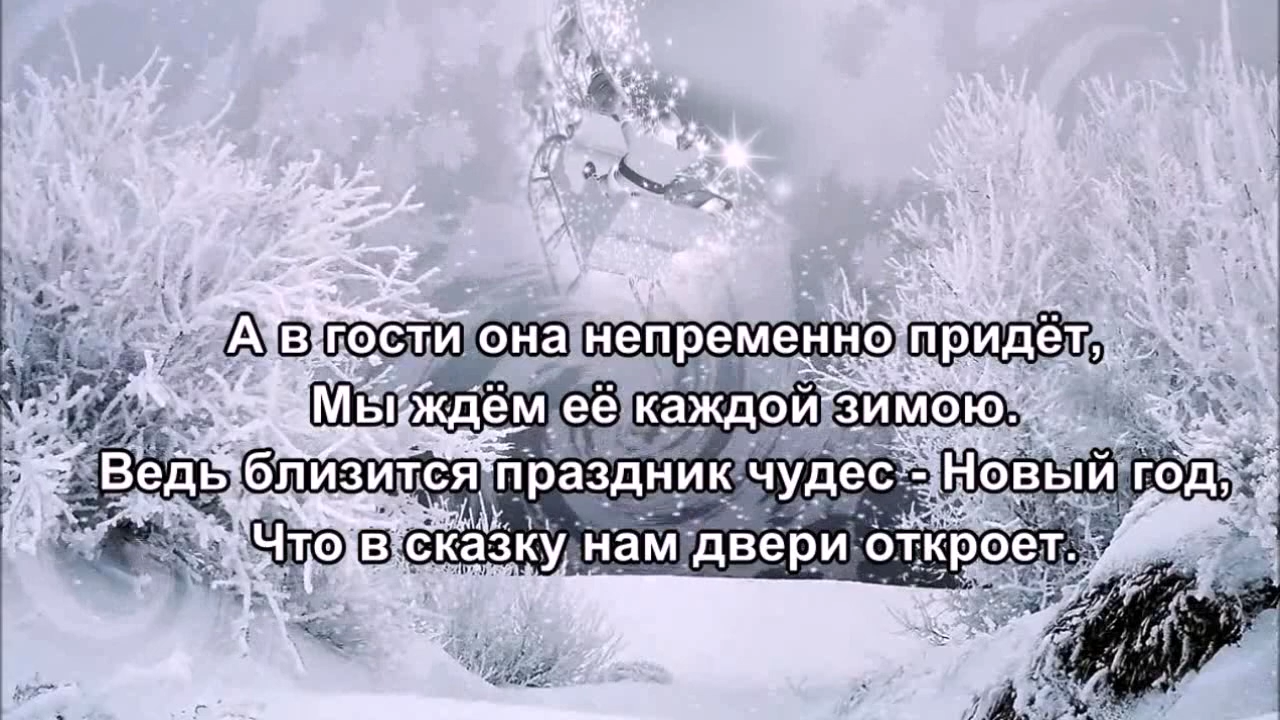 А в гости она непременно придёт,
Мы ждём её каждой зимою.
Ведь близится праздник чудес - Новый год,
Что в сказку нам двери откроет.